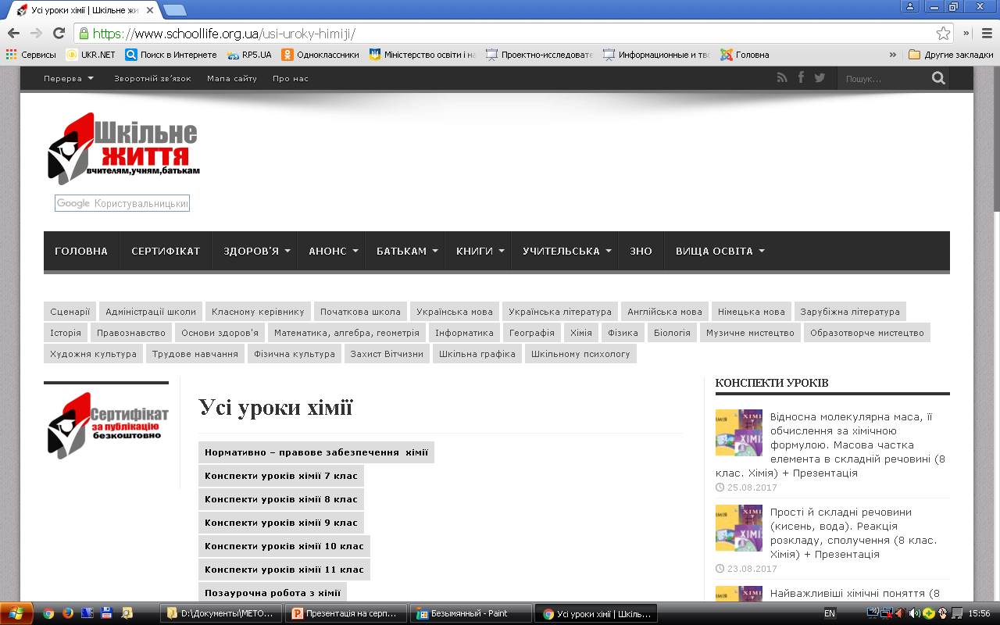 Усі уроки хімії | Шкільне жи
https://www.schoollife.org.ua/usi-uroky-himiji/
Сервисы UKR.NET Поиск в Интернете RP5.UA Одноклассники Міністерство освіти і на Проэктно-исследовате Информационные и тво Головна » Другие закладки
Перерва Зворотній зв'язок Мапа сайту Про нас Пошук...
Шкільне
життя
вчителям,учням,батькам
Google Користувальницьки
ГОЛОВНА СЕРТИФІКАТ ЗДОРОВ'Я АНОНС БАТЬКАМ КНИГИ УЧИТЕЛЬСЬКА ЗНО ВИЩА ОСВІТА
Сценарії Адміністрації школи Класному керівнику Початкова школа Українська мова Українська література Англійська мова Німецька мова Зарубіжна література
Історія Правознавство Основи здоров'я Математика, алгебра, геометрія Інформатика Географія Хімія Фізика Біологія Музичне мистецтво Образотворче мистецтво
Художня культура Трудове навчання Фізична культура Захист Вітчизни Шкільна графіка Шкільному психологу
Сертифікат
за публікацію
безкоштовно
Усі уроки хімії
Нормативно – правове забезпечення хімії
Конспекти уроків хімії 7 клас
Конспекти уроків хімії 8 клас
Конспекти уроків хімії 9 клас
Конспекти уроків хімії 10 клас
Конспекти уроків хімії 11 клас
Позаурочна робота з хімії
КОНСПЕКТИ УРОКІВ
Відносна молекулярна маса, її
обчислення за хімічною
формулою. Масова частка
елемента в складній речовині (8
клас. Хімія) + Презентація
25.08.2017
Прості й складні речовини
(кисень, вода). Реакція
розкладу, сполучення (8 клас.
Хімія) + Презентація
23.08.2017
Найважливіші хімічні поняття (8
D:\Документы\МЕТО... Презентація на серп... Безымянный - Paint Усі уроки хімії | Шкіль... EN 15:56